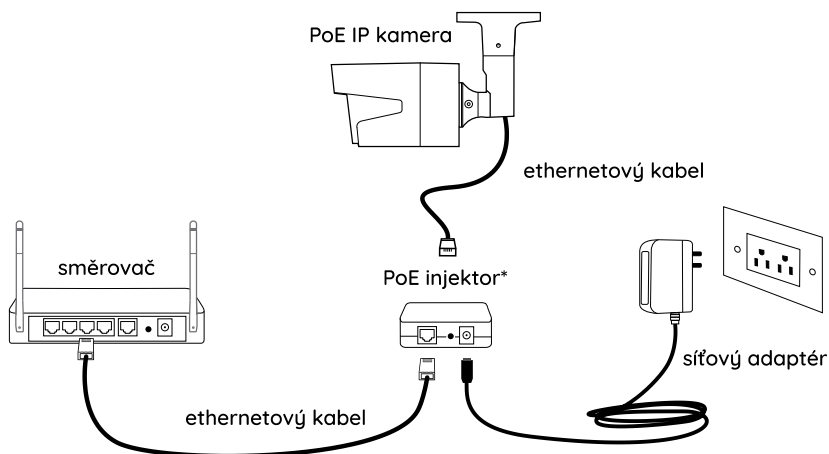 PoE IP kamera
ethernetový kabel
směrovač
PoE injektor*
síťový adaptér
ethernetový kabel